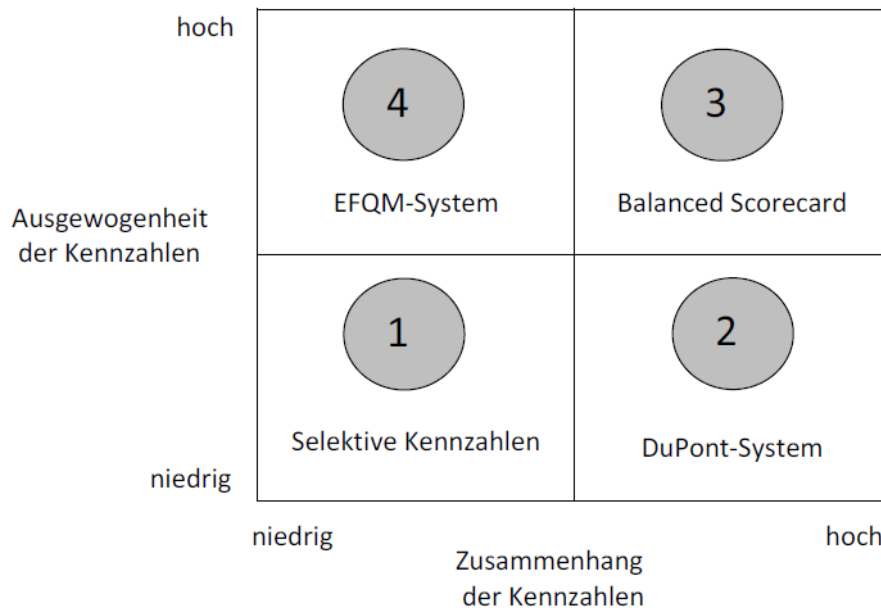 hoch
4
3
EFQM-System
Balanced Scorecard
Ausgewogenheit
der Kennzahlen
1
2
Selektive Kennzahlen
DuPont-System
niedrig
niedrig
hoch
Zusammenhang
der Kennzahlen